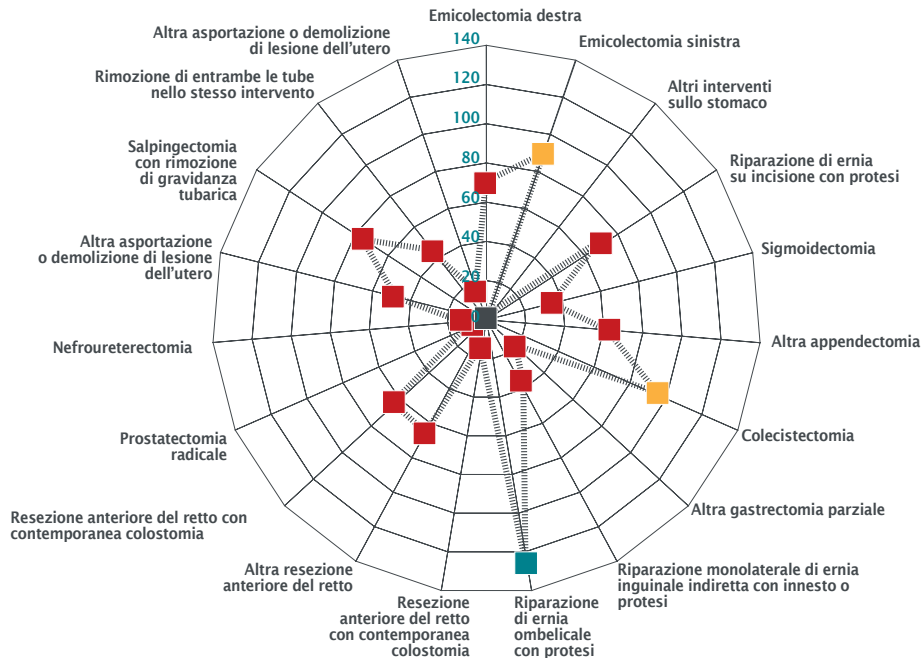 Emicolectomia destra
Emicolectomia sinistra
Altri interventi
sullo stomaco
Riparazione di ernia
su incisione con protesi
Sigmoidectomia
Altra appendectomia
Colecistectomia
Altra gastrectomia parziale
Riparazione monolaterale di ernia
inguinale indiretta con innesto o
protesi
Riparazione
di ernia
ombelicale
con protesi
Resezione
anteriore del retto
con contemporanea
colostomia
Altra resezione
anteriore del retto
Resezione anteriore del retto con
contemporanea colostomia
Prostatectomia
radicale
Nefroureterectomia
Altra asportazione
o demolizione di lesione
dell'utero
Salpingectomia
con rimozione
di gravidanza
tubarica
Rimozione di entrambe le tube
nello stesso intervento
Altra asportazione o demolizione
di lesione dell'utero
140
120
100
80
60
40
20
0